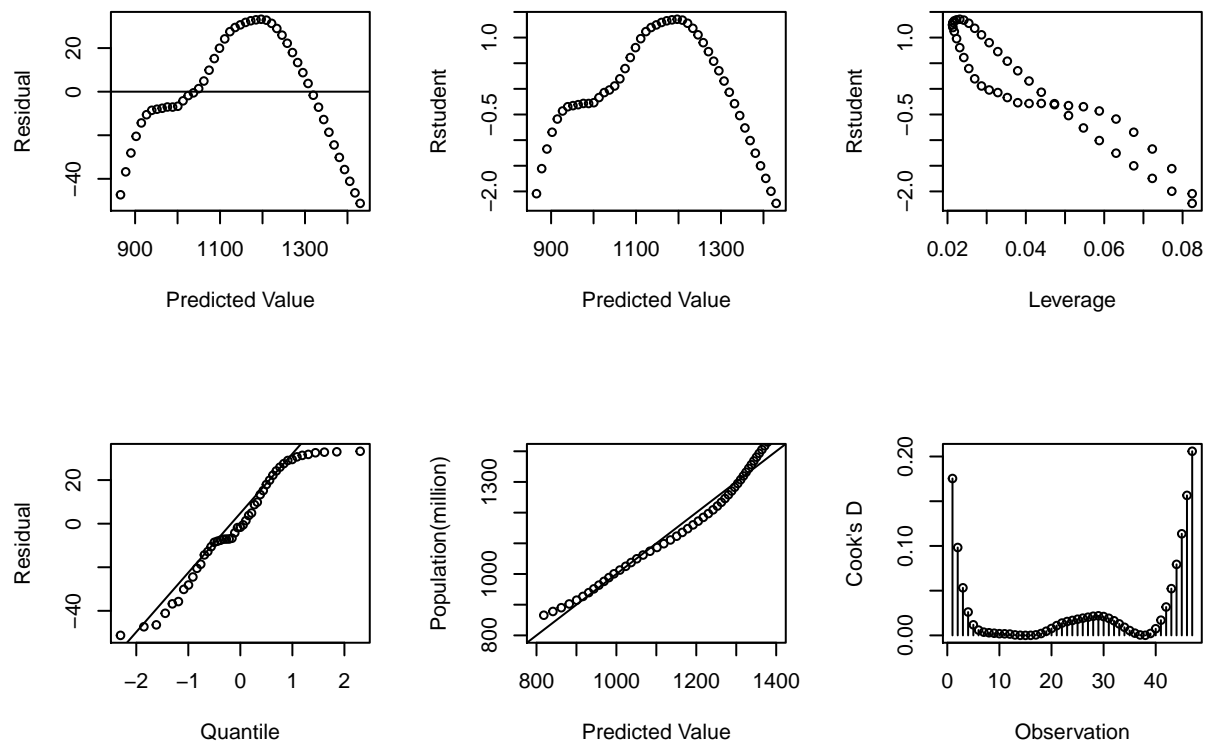 20
0
−40
Residual
900 1100 1300
Predicted Value
1.0
−0.5
−2.0
Rstudent
900 1100 1300
Predicted Value
1.0
−0.5
−2.0
Rstudent
0.02 0.04 0.06 0.08
Leverage
20
0
−40
Residual
−2 −1 0 1 2
Quantile
1300
1000
800
Population(million)
800 1000 1200 1400
Predicted Value
0.20
0.10
0.00
Cook's D
0 10 20 30 40
Observation